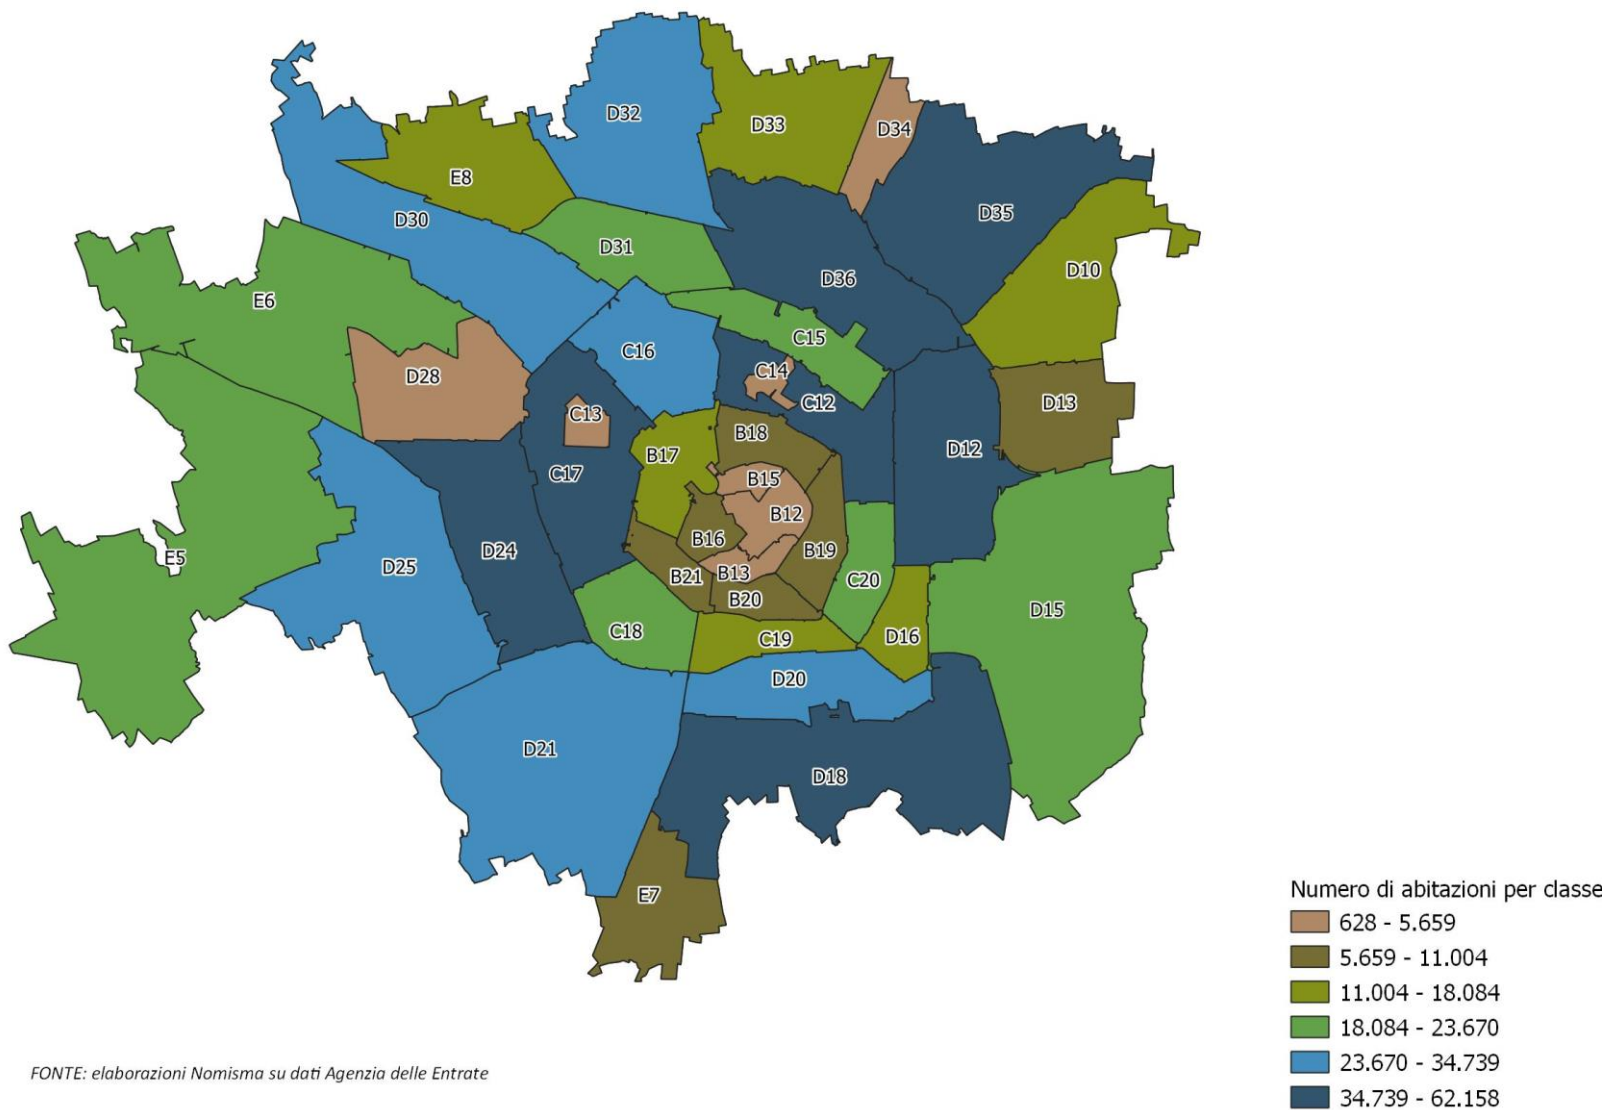 D32
D33
D34
E8
D30
D35
D31
D36
D10
E6
C15
C16
C14
D28
C12
D13
C13
B18
B17
D12
C17
B15
B12
B16
B19
D24
E5
D25
B13
B21
C20
B20
D15
C18
C19
D16
D20
D21
D18
E7
Numero di abitazioni per classe
628 - 5.659
5.659 - 11.004
11.004 - 18.084
18.084 - 23.670
23.670 - 34.739
34.739 - 62.158
FONTE: elaborazioni Nomisma su dati Agenzia delle Entrate